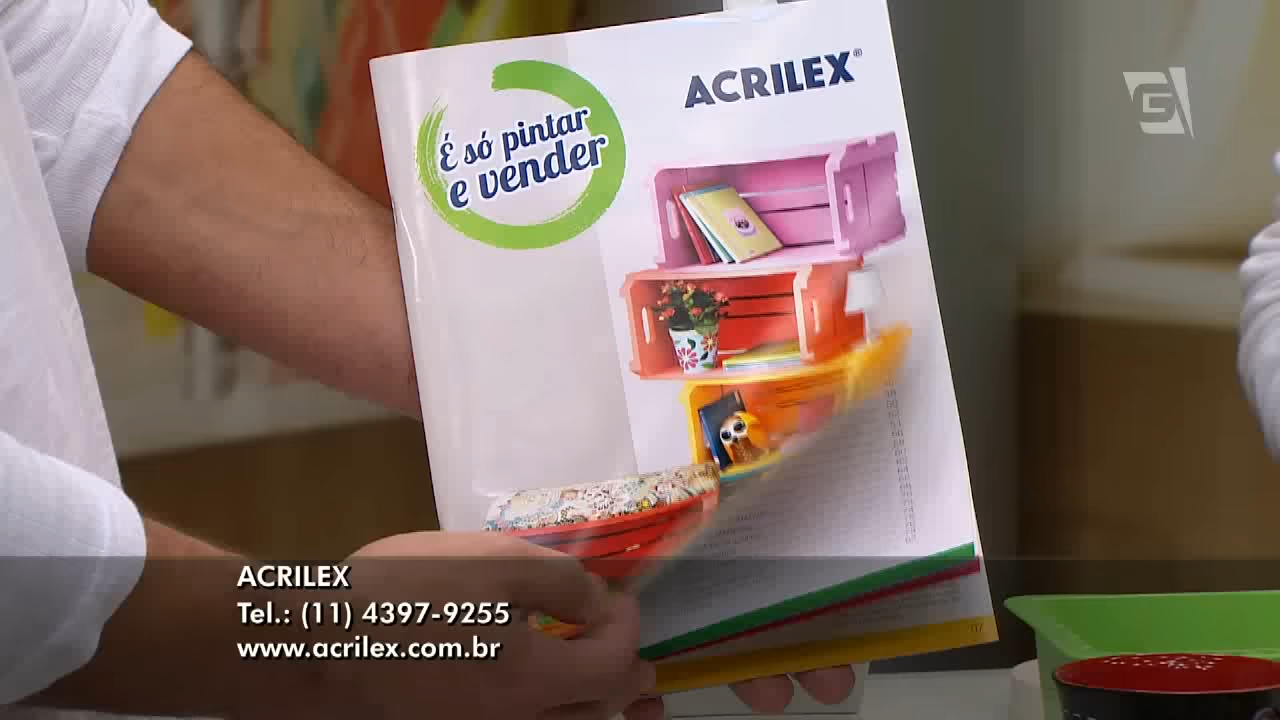 ACRILEX®
É só pintar
e vender
ACRILEX
Tel.: (11) 4397-9255
www.acrilex.com.br